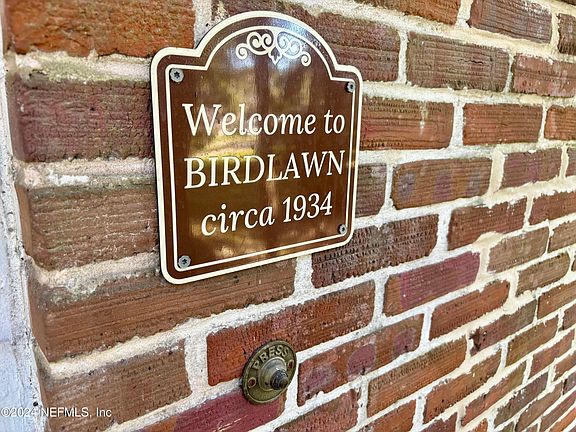 Welcome to
BIRDLAWN
circa 1934
PRESS
©2024 NEFMLS, Inc